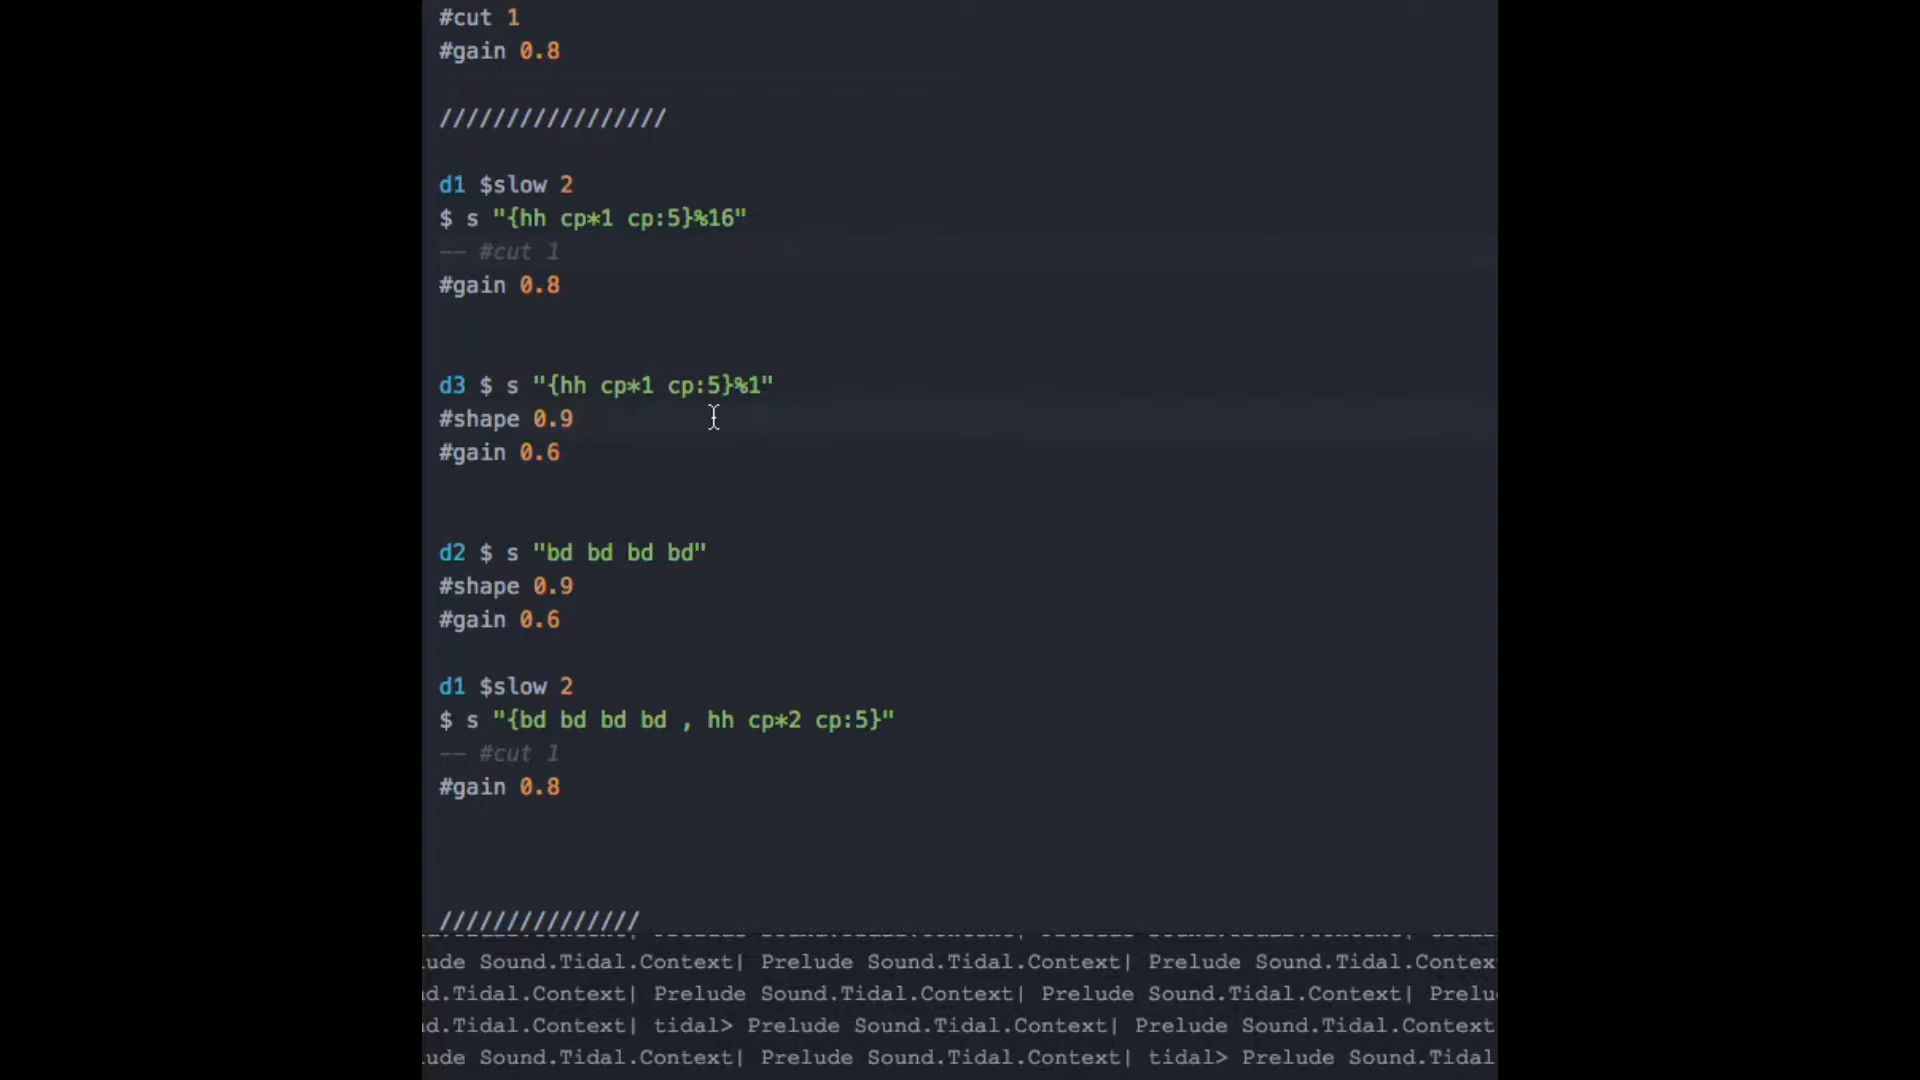 #cut 1
#gain 0.8
/////////////////
d1 $slow 2
$ s "{hh cp*1 cp:5}%16"
-- #cut 1
#gain 0.8
d3 $ s "{hh cp*1 cp:5}%1"
#shape 0.9
#gain 0.6
d2 $ s "bd bd bd bd"
#shape 0.9
#gain 0.6
d1 $slow 2
$ s "{bd bd bd bd , hh cp*2 cp:5}"
-- #cut 1
#gain 0.8
///////////////
lude Sound.Tidal.Context| Prelude Sound.Tidal.Context| Prelude Sound.Tidal.Contex
d.Tidal.Context| Prelude Sound.Tidal.Context| Prelude Sound.Tidal.Context| Prelu
d.Tidal.Context| tidal> Prelude Sound.Tidal.Context| Prelude Sound.Tidal.Context
lude Sound.Tidal.Context| Prelude Sound.Tidal.Context| tidal> Prelude Sound.Tidal